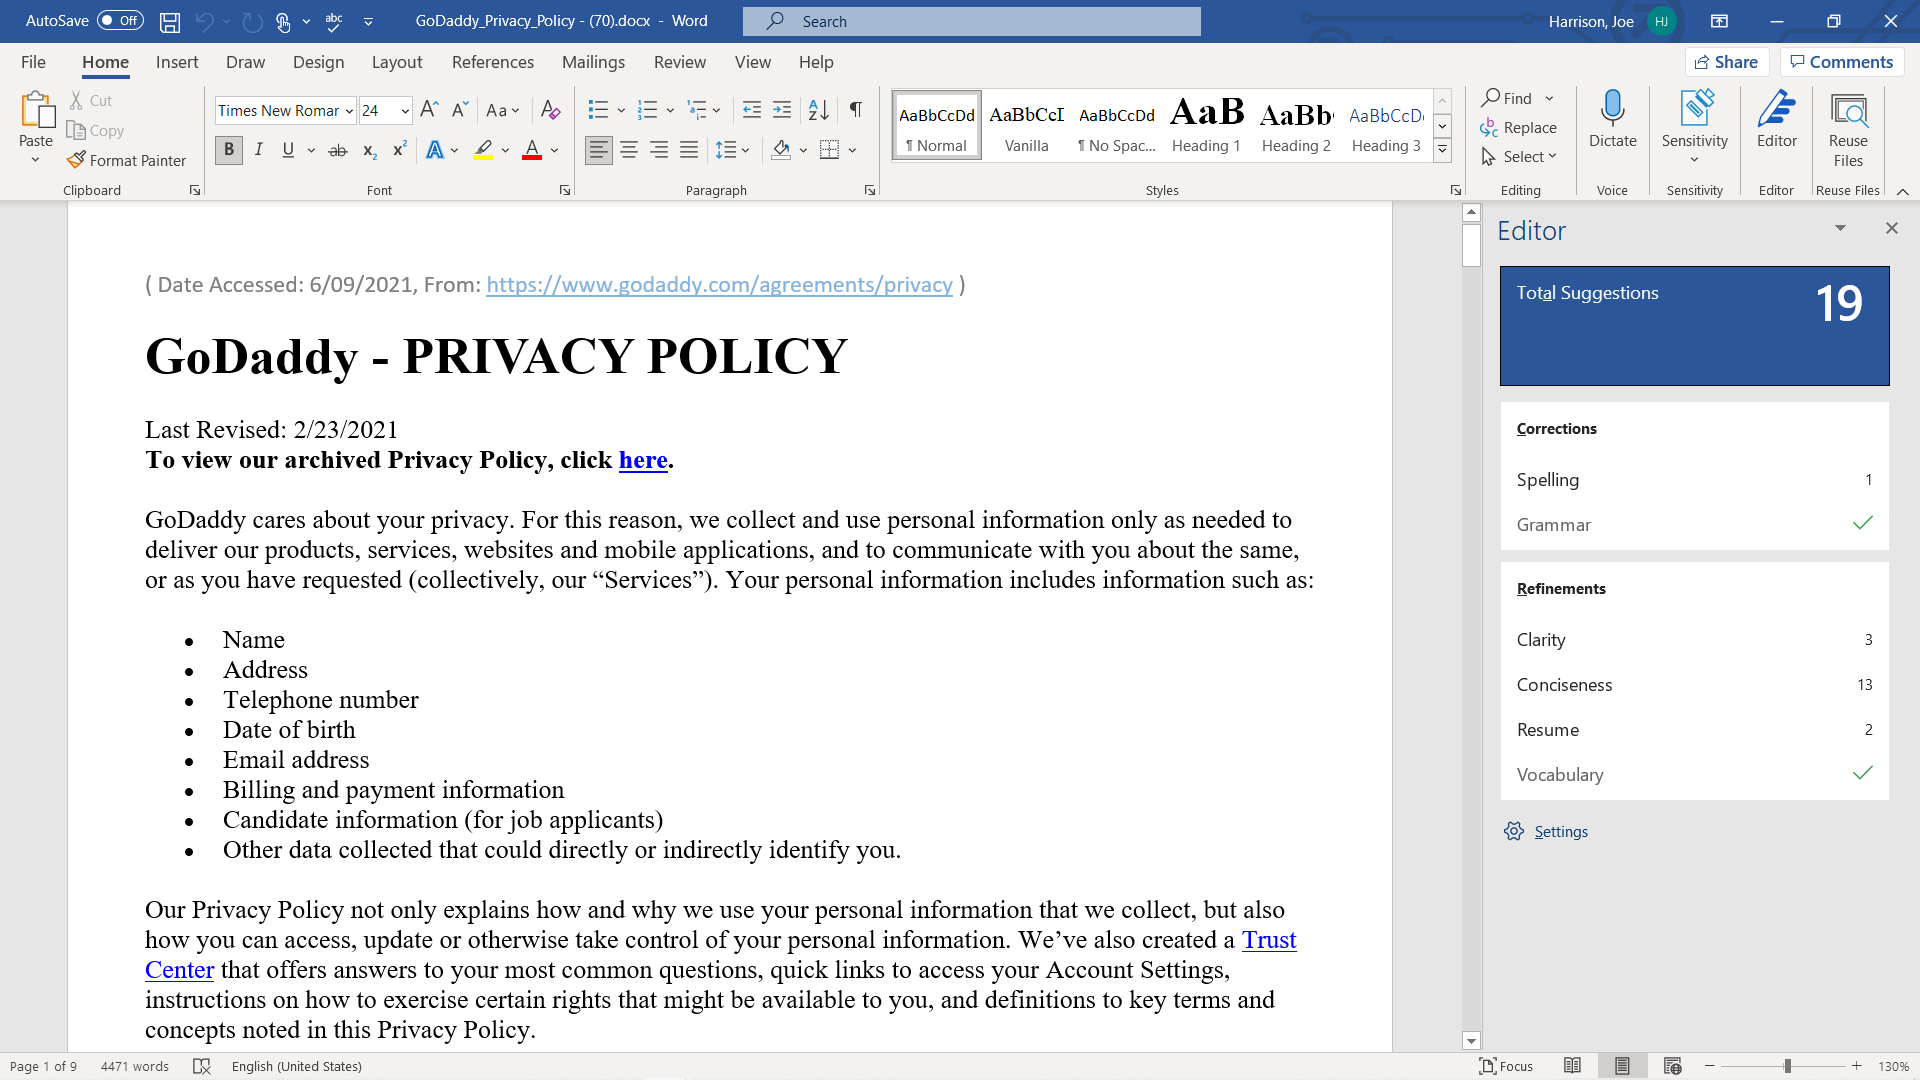 AutoSave Off abc GoDaddy_Privacy_Policy - (70).docx - Word Search Harrison, Joe HJ
File Home Insert Draw Design Layout References Mailings Review View Help Share Comments
Paste
Cut
Copy
Format Painter
Clipboard
Times New Romar 24 A A Aa A
B I U ab x₂ x² A A
Font
Paragraph
AaBbCcDd AaBbCcI AaBbCcDd AaB AaBb AaBbCcD
¶ Normal Vanilla ¶ No Spac... Heading 1 Heading 2 Heading 3
Styles
Find
Replace
Select
Editing
Dictate
Voice
Sensitivity
Sensitivity
Editor
Editor
Reuse
Files
Reuse Files
( Date Accessed: 6/09/2021, From: https://www.godaddy.com/agreements/privacy )
GoDaddy - PRIVACY POLICY
Last Revised: 2/23/2021
To view our archived Privacy Policy, click here.
GoDaddy cares about your privacy. For this reason, we collect and use personal information only as needed to
deliver our products, services, websites and mobile applications, and to communicate with you about the same,
or as you have requested (collectively, our “Services”). Your personal information includes information such as:
• Name
• Address
• Telephone number
• Date of birth
• Email address
• Billing and payment information
• Candidate information (for job applicants)
• Other data collected that could directly or indirectly identify you.
Our Privacy Policy not only explains how and why we use your personal information that we collect, but also
how you can access, update or otherwise take control of your personal information. We’ve also created a Trust
Center that offers answers to your most common questions, quick links to access your Account Settings,
instructions on how to exercise certain rights that might be available to you, and definitions to key terms and
concepts noted in this Privacy Policy.
Editor
Total Suggestions 19
Corrections
Spelling 1
Grammar
Refinements
Clarity 3
Conciseness 13
Resume 2
Vocabulary
Settings
Page 1 of 9 4471 words English (United States) Focus 130%